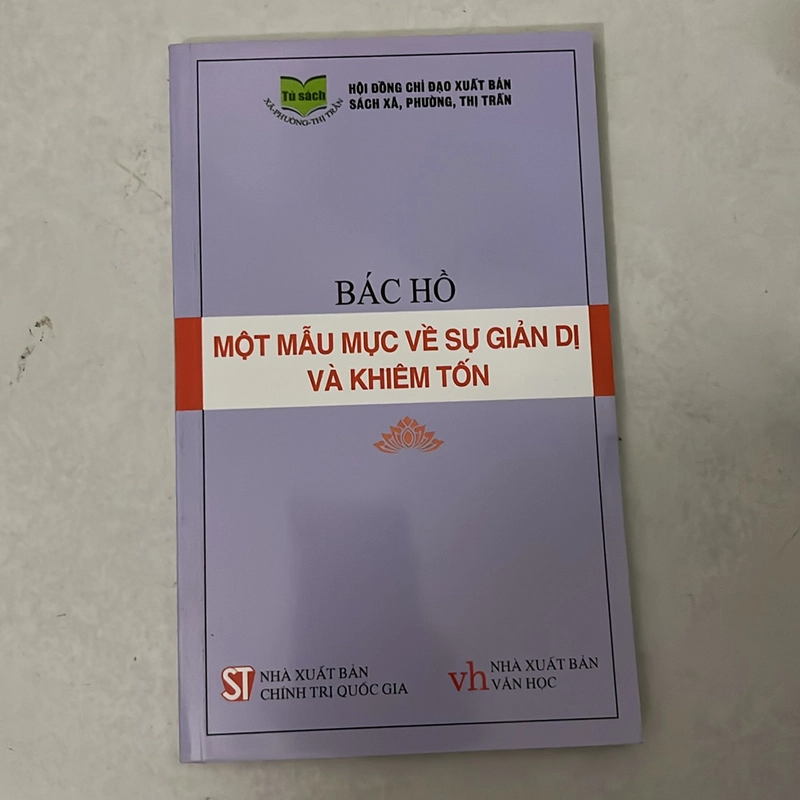 Tủ sách
XÃ-PHƯỜNG-THỊ TRẤN
HỘI ĐỒNG CHỈ ĐẠO XUẤT BẢN
SÁCH XÃ, PHƯỜNG, THỊ TRẤN
BÁC HỒ
MỘT MẪU MỰC VỀ SỰ GIẢN DỊ
VÀ KHIÊM TỐN
ST
NHÀ XUẤT BẢN
CHÍNH TRỊ QUỐC GIA
vh
NHÀ XUẤT BẢN
VĂN HỌC